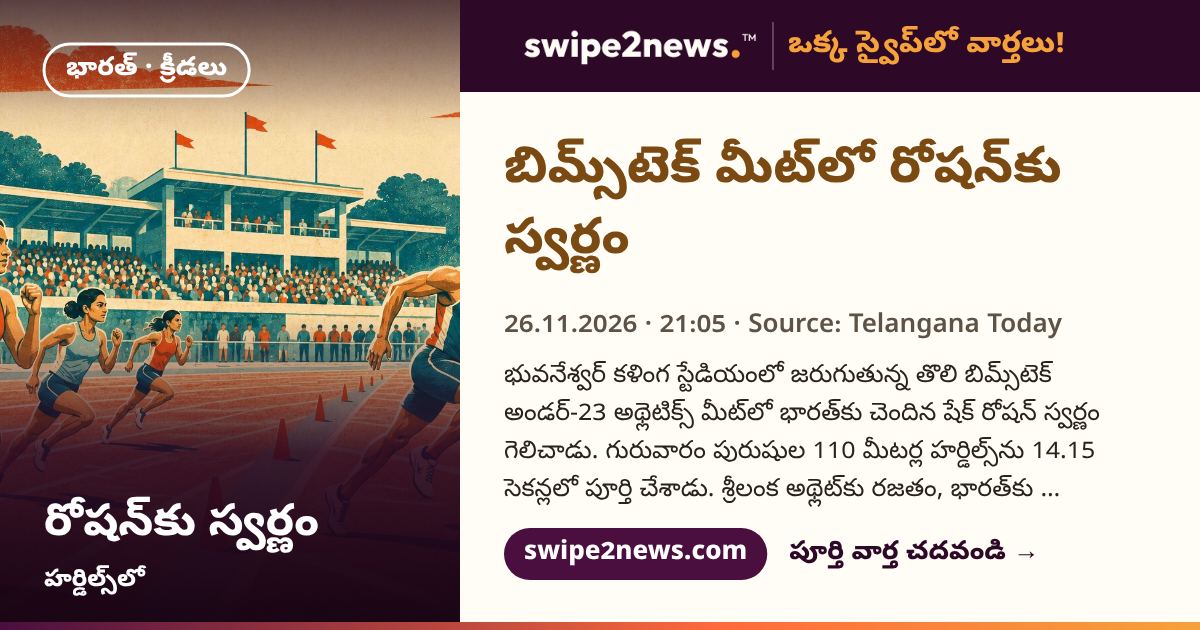 భారత్ · క్రీడలు
రోషన్‌కు స్వర్ణం
హర్డిల్స్‌లో
swipe2news.™ ఒక్క స్వైప్‌లో వార్తలు!
బిమ్స్‌టెక్ మీట్‌లో రోషన్‌కు
స్వర్ణం
26.11.2026 · 21:05 · Source: Telangana Today
భువనేశ్వర్ కళింగ స్టేడియంలో జరుగుతున్న తొలి బిమ్స్‌టెక్
అండర్-23 అథ్లెటిక్స్ మీట్‌లో భారత్‌కు చెందిన షేక్ రోషన్ స్వర్ణం
గెలిచాడు. గురువారం పురుషుల 110 మీటర్ల హర్డిల్స్‌ను 14.15
సెకన్లలో పూర్తి చేశాడు. శ్రీలంక అథ్లెట్‌కు రజతం, భారత్‌కు ...
swipe2news.com పూర్తి వార్త చదవండి →